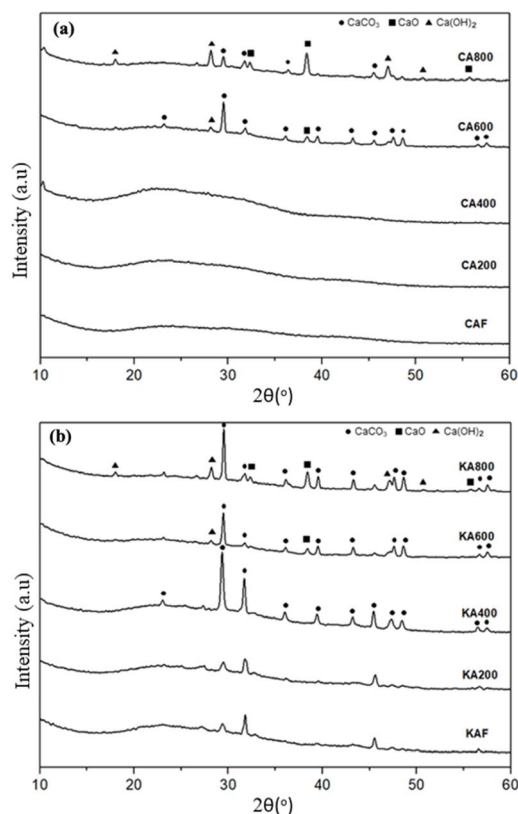 (a)
● CaCO₃ ■ CaO ▲ Ca(OH)₂
CA800
CA600
CA400
CA200
CAF
Intensity (a.u)
10 20 30 40 50 60
2θ(°)
(b)
● CaCO₃ ■ CaO ▲ Ca(OH)₂
KA800
KA600
KA400
KA200
KAF
Intensity (a.u)
10 20 30 40 50 60
2θ(°)